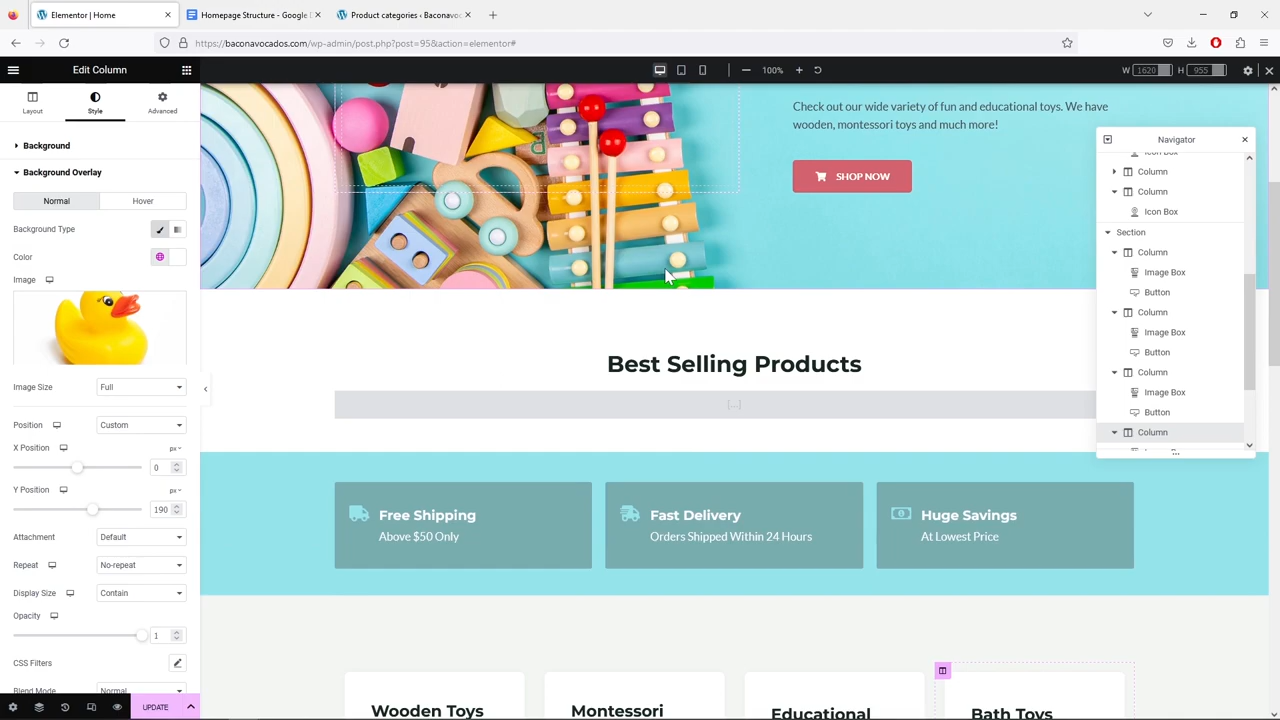 Elementor | Home
Homepage Structure - Google
Product categories ‹ Baconavoc
https://baconavocados.com/wp-admin/post.php?post=95&action=elementor#
Edit Column
100%
W 1620 H 955
Layout
Style
Advanced
Background
Background Overlay
Normal
Hover
Background Type
Color
Image
Image Size
Full
Position
Custom
X Position
px
0
Y Position
px
190
Attachment
Default
Repeat
No-repeat
Display Size
Contain
Opacity
1
CSS Filters
Blend Mode
Normal
UPDATE
Check out our wide variety of fun and educational toys. We have
wooden, montessori toys and much more!
SHOP NOW
Best Selling Products
[...]
Free Shipping
Above $50 Only
Fast Delivery
Orders Shipped Within 24 Hours
Huge Savings
At Lowest Price
Wooden Toys
Montessori
Educational
Bath Toys
Navigator
Icon Box
Column
Column
Icon Box
Section
Column
Image Box
Button
Column
Image Box
Button
Column
Image Box
Button
Column